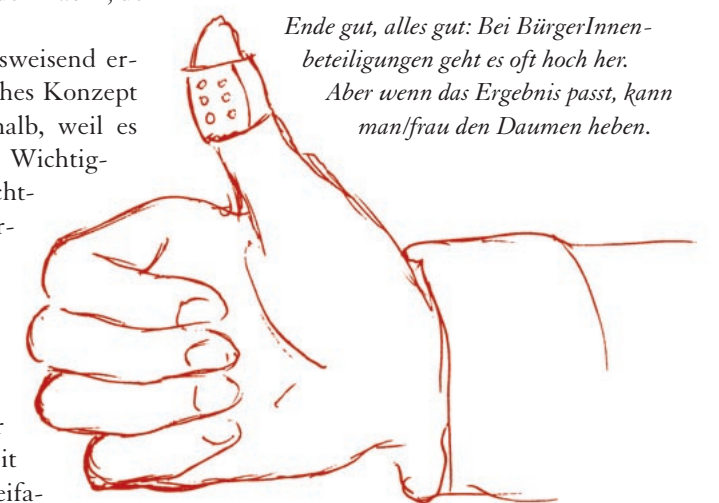 Ende gut, alles gut: Bei BürgerInnen-
beteiligungen geht es oft hoch her.
Aber wenn das Ergebnis passt, kann
man/frau den Daumen heben.
sweisend er-
ches Konzept
halb, weil es
Wichtig-
cht-
r-
r
it
eifa-